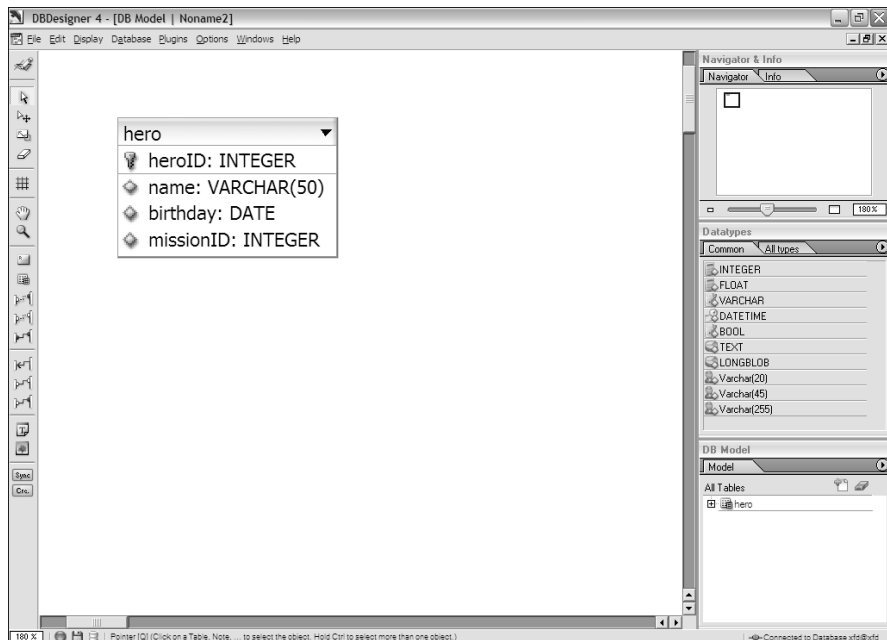 DBDesigner 4 - [DB Model | Noname2]
File Edit Display Database Plugins Options Windows Help
Navigator & Info
Navigator Info
hero
heroID: INTEGER
name: VARCHAR(50)
birthday: DATE
missionID: INTEGER
180%
Datatypes
Common All types
INTEGER
FLOAT
VARCHAR
DATETIME
BOOL
TEXT
LONGBLOB
Varchar(20)
Varchar(45)
Varchar(255)
DB Model
Model
All Tables
hero
Sync
Crc.
180 % Pointer [Q] (Click on a Table, Note, ... to select the object. Hold Ctrl to select more than one object.) Connected to Database xfd@xfd